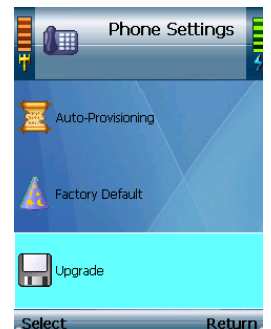 Phone Settings
Auto-Provisioning
Factory Default
Upgrade
Select Return